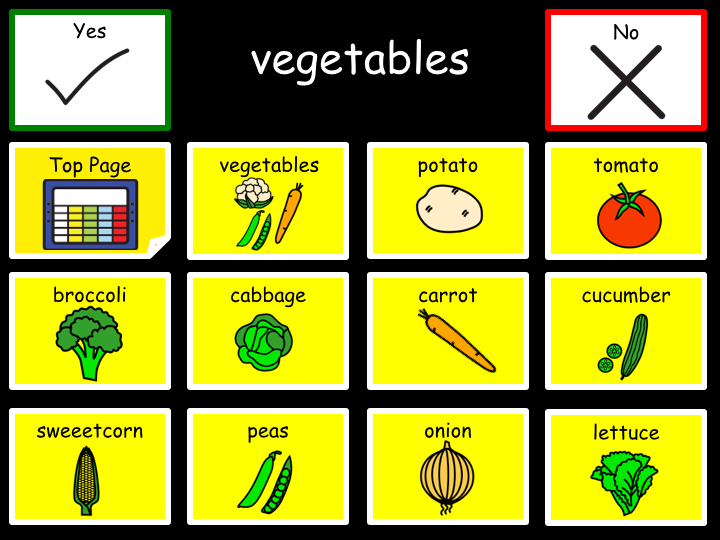 Yes
vegetables
No
Top Page
vegetables
potato
tomato
broccoli
cabbage
carrot
cucumber
sweeetcorn
peas
onion
lettuce